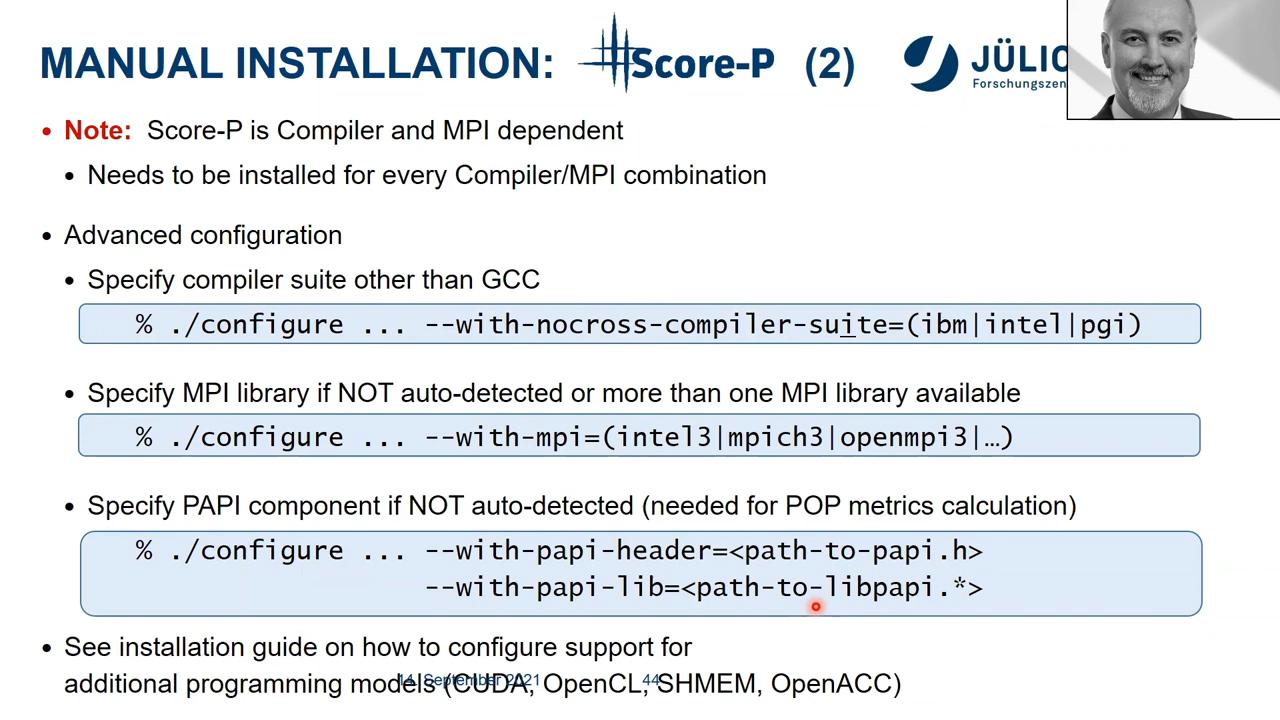 MANUAL INSTALLATION: Score-P (2)
JÜLIC
Forschungszen
• Note: Score-P is Compiler and MPI dependent
• Needs to be installed for every Compiler/MPI combination
• Advanced configuration
• Specify compiler suite other than GCC
% ./configure ... --with-nocross-compiler-suite=(ibm|intel|pgi)
• Specify MPI library if NOT auto-detected or more than one MPI library available
% ./configure ... --with-mpi=(intel3|mpich3|openmpi3|…)
• Specify PAPI component if NOT auto-detected (needed for POP metrics calculation)
% ./configure ... --with-papi-header=<path-to-papi.h>
--with-papi-lib=<path-to-libpapi.*>
• See installation guide on how to configure support for
additional programming models (CUDA, OpenCL, SHMEM, OpenACC)
14. September 2021 44